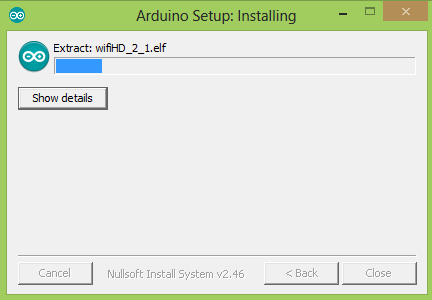 Arduino Setup: Installing
Extract: wifiHD_2_1.elf
Show details
Cancel
Nullsoft Install System v2.46
< Back
Close